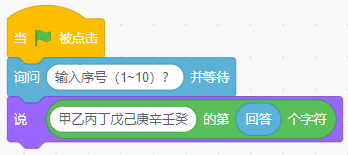 当 被点击
询问 输入序号（1~10）？ 并等待
说 甲乙丙丁戊己庚辛壬癸 的第 回答 个字符